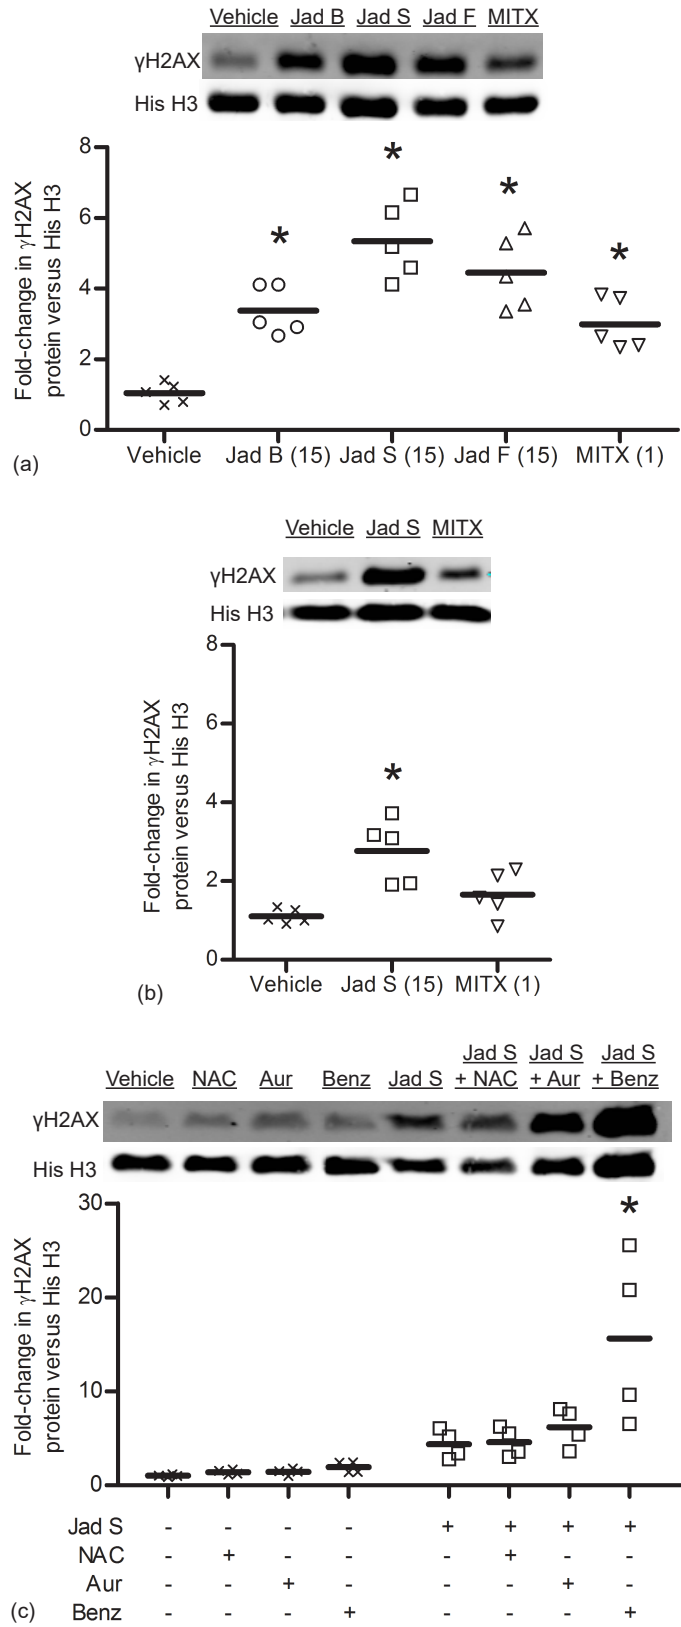 Vehicle Jad B Jad S Jad F MITX
γH2AX
His H3
Fold-change in γH2AX
protein versus His H3
8
*
6
*
*
*
4
2
0
Vehicle Jad B (15) Jad S (15) Jad F (15) MITX (1)
(a)
Vehicle Jad S MITX
γH2AX
His H3
Fold-change in γH2AX
protein versus His H3
8
6
*
4
2
0
Vehicle Jad S (15) MITX (1)
(b)
Jad S Jad S Jad S
Vehicle NAC Aur Benz Jad S + NAC + Aur + Benz
γH2AX
His H3
Fold-change in γH2AX
protein versus His H3
30
*
20
10
0
Jad S - - - - + + + +
NAC - + - - - + - -
Aur - - + - - - + -
Benz - - - + - - - +
(c)